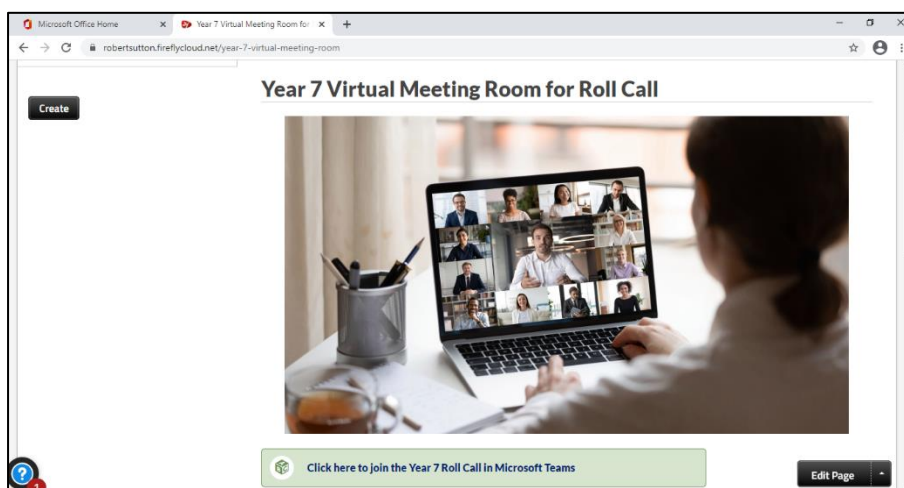 Microsoft Office Home
Year 7 Virtual Meeting Room for
robertsutton.fireflycloud.net/year-7-virtual-meeting-room
Year 7 Virtual Meeting Room for Roll Call
Create
Click here to join the Year 7 Roll Call in Microsoft Teams
Edit Page
?
1